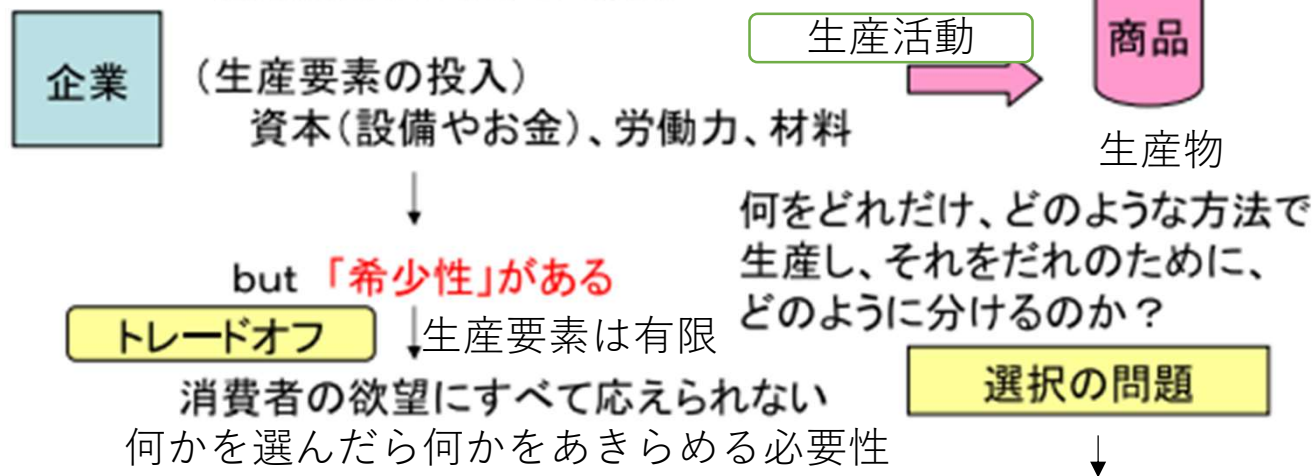 企業
(生産要素の投入)
資本(設備やお金)、労働力、材料
生産活動
商品
生産物
but 「希少性」がある
トレードオフ
生産要素は有限
消費者の欲望にすべて応えられない
何かを選んだら何かをあきらめる必要性
何をどれだけ、どのような方法で
生産し、それをだれのために、
どのように分けるのか?
選択の問題